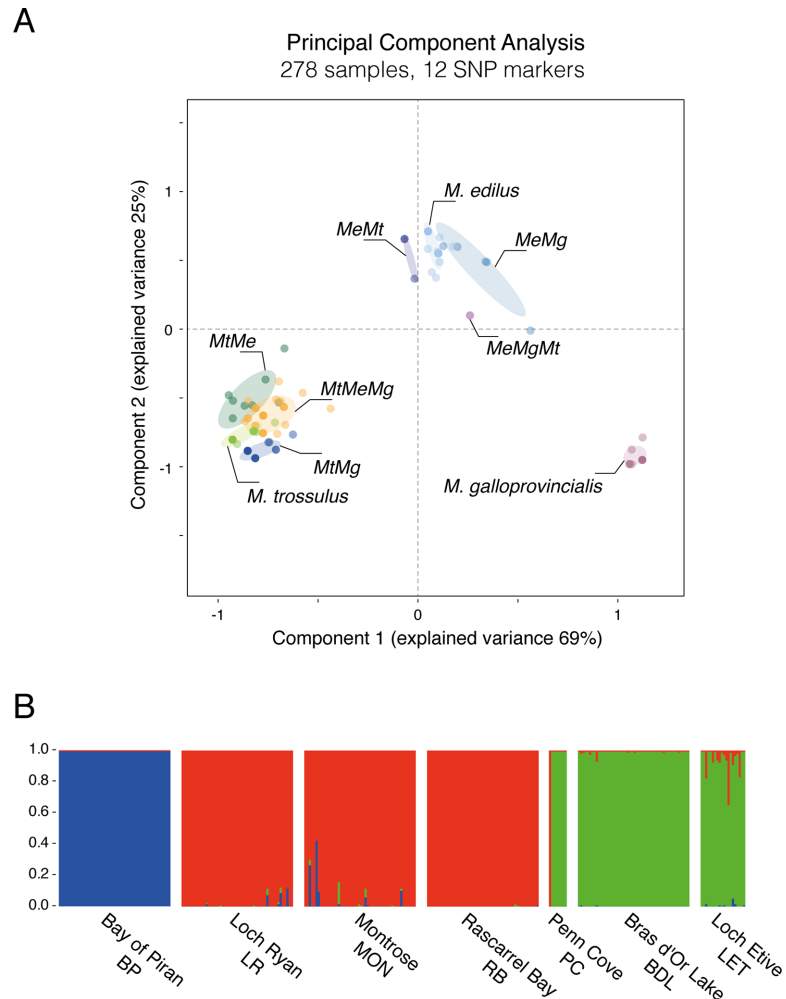 A
Principal Component Analysis
278 samples, 12 SNP markers
Component 2 (explained variance 25%)
1
0
-1
M. edilus
MeMt
MeMg
MeMgMt
MtMe
MtMeMg
MtMg
M. trossulus
M. galloprovincialis
-1
0
1
Component 1 (explained variance 69%)
B
1.0
0.8
0.6
0.4
0.2
0.0
Bay of Piran
BP
Loch Ryan
LR
Montrose
MON
Rascarrel Bay
RB
Penn Cove
PC
Bras d'Or Lake
BDL
Loch Etive
LET